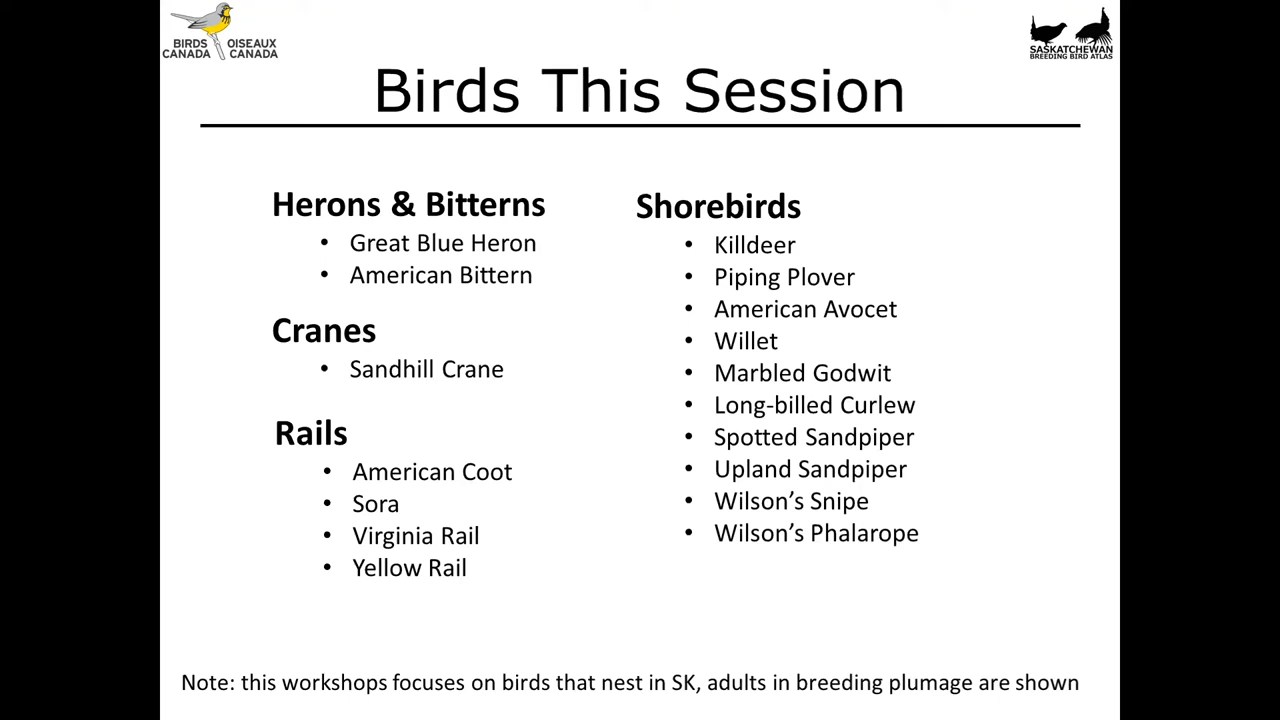 BIRDS OISEAUX
CANADA CANADA
SASKATCHEWAN
BREEDING BIRD ATLAS
Birds This Session
Herons & Bitterns
• Great Blue Heron
• American Bittern
Cranes
• Sandhill Crane
Rails
• American Coot
• Sora
• Virginia Rail
• Yellow Rail
Shorebirds
• Killdeer
• Piping Plover
• American Avocet
• Willet
• Marbled Godwit
• Long-billed Curlew
• Spotted Sandpiper
• Upland Sandpiper
• Wilson’s Snipe
• Wilson’s Phalarope
Note: this workshops focuses on birds that nest in SK, adults in breeding plumage are shown